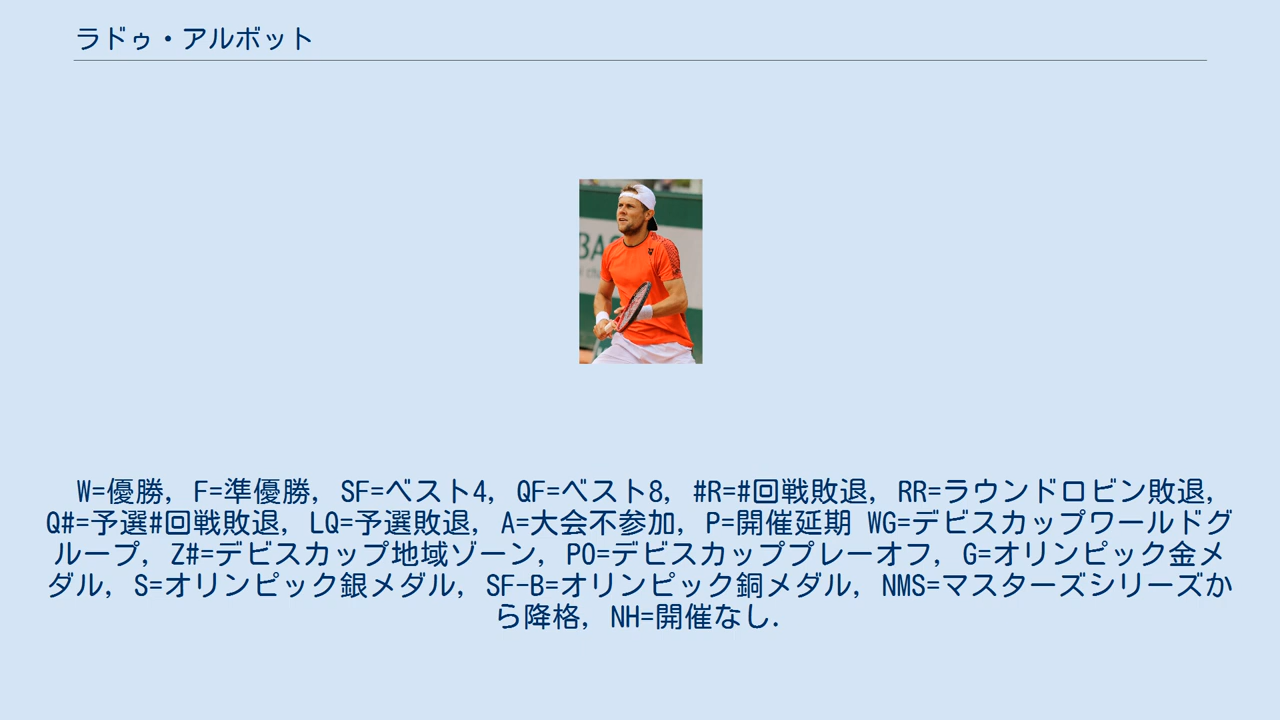 ラドゥ・アルボット
BAS
W=優勝, F=準優勝, SF=ベスト4, QF=ベスト8, #R=#回戦敗退, RR=ラウンドロビン敗退,
Q#=予選#回戦敗退, LQ=予選敗退, A=大会不参加, P=開催延期 WG=デビスカップワールドグ
ループ, Z#=デビスカップ地域ゾーン, PO=デビスカッププレーオフ, G=オリンピック金メ
ダル, S=オリンピック銀メダル, SF-B=オリンピック銅メダル, NMS=マスターズシリーズか
ら降格, NH=開催なし.